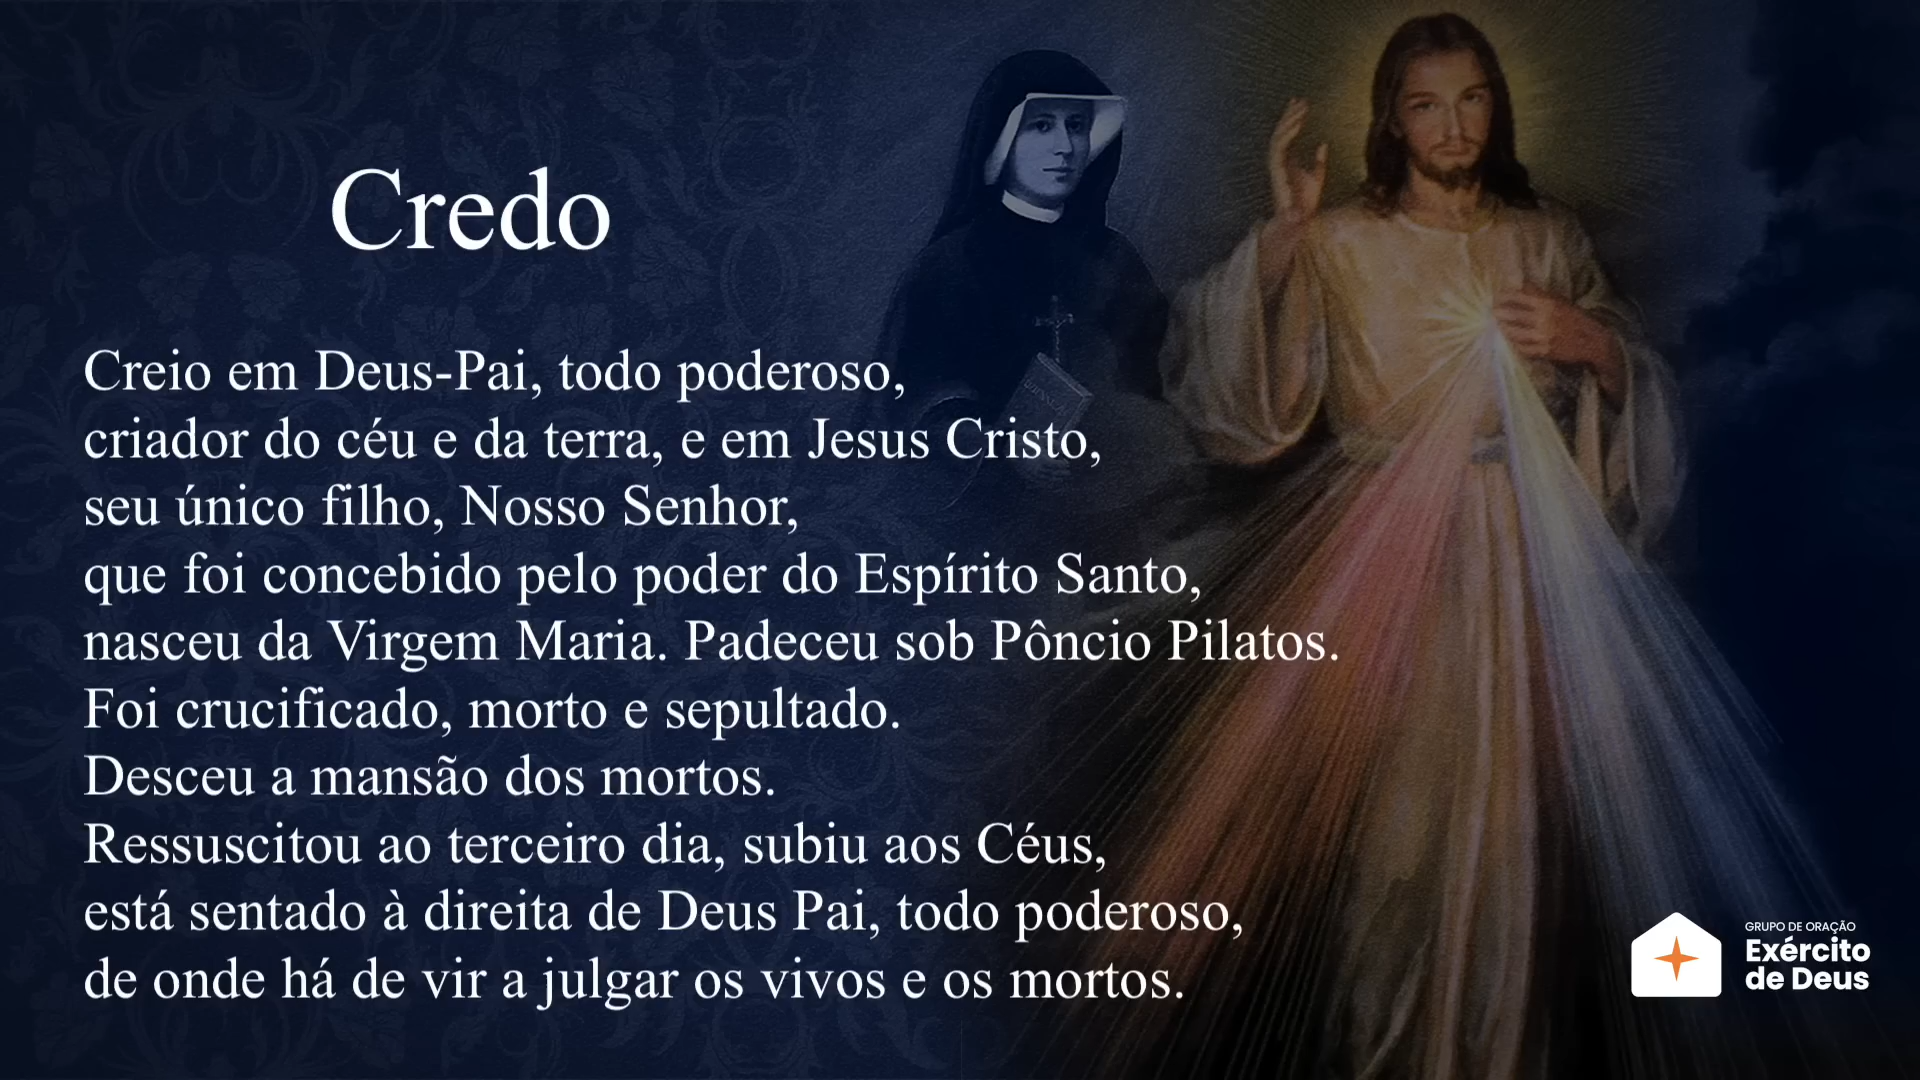 Credo
Creio em Deus-Pai, todo poderoso,
criador do céu e da terra, e em Jesus Cristo,
seu único filho, Nosso Senhor,
que foi concebido pelo poder do Espírito Santo,
nasceu da Virgem Maria. Padeceu sob Pôncio Pilatos.
Foi crucificado, morto e sepultado.
Desceu a mansão dos mortos.
Ressuscitou ao terceiro dia, subiu aos Céus,
está sentado à direita de Deus Pai, todo poderoso,
de onde há de vir a julgar os vivos e os mortos.
GRUPO DE ORAÇÃO
Exército
de Deus